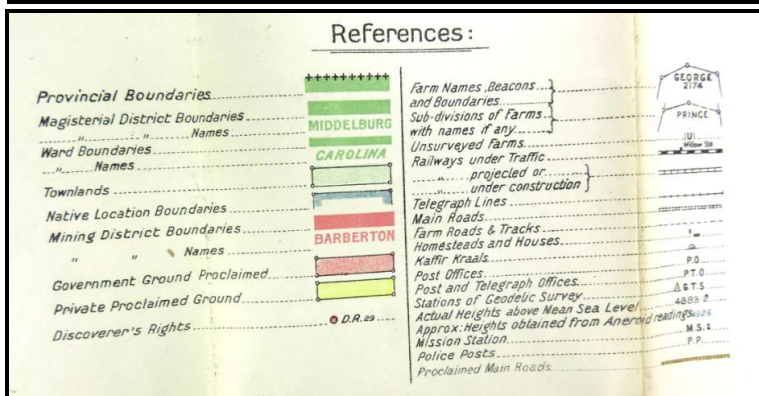 References:
Provincial Boundaries
Magisterial District Boundaries
" " Names MIDDELBURG
Ward Boundaries
" Names CAROLINA
Townlands
Native Location Boundaries
Mining District Boundaries
" " Names BARBERTON
Government Ground Proclaimed
Private Proclaimed Ground
Discoverer's Rights D.R.29
Farm Names, Beacons GEORGE
and Boundaries 2174
Sub-divisions of Farms PRINCE
with names if any
Unsurveyed Farms (U)
Railways under Traffic Willow Sta
" projected or
" under construction
Telegraph Lines
Main Roads
Farm Roads & Tracks
Homesteads and Houses
Kaffir Kraals
Post Offices P.O
Post and Telegraph Offices P.T.O
Stations of Geodetic Survey △ G.T.S
Actual Heights above Mean Sea Level 4883.2
Approx: Heights obtained from Aneroid readings
Mission Station M.S.
Police Posts P.P.
Proclaimed Main Roads